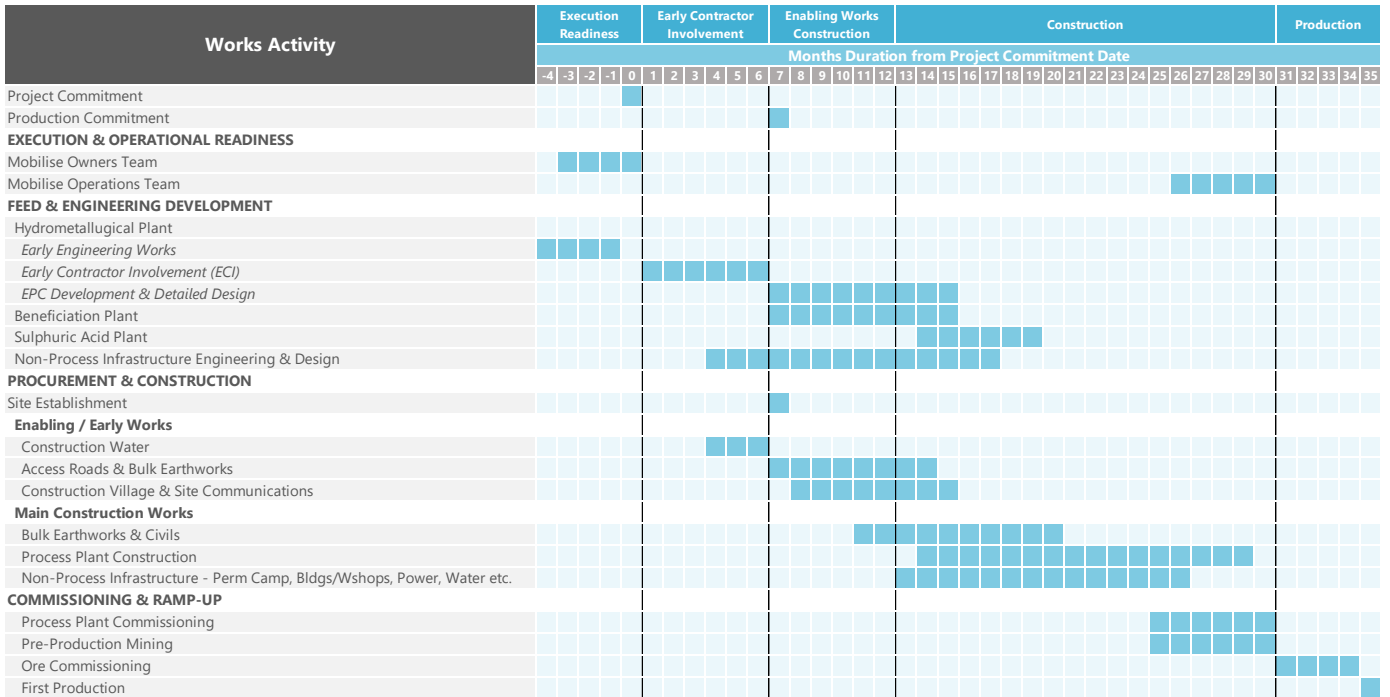 Works Activity
Execution Readiness
Early Contractor Involvement
Enabling Works Construction
Construction
Production
Months Duration from Project Commitment Date
-4 -3 -2 -1 0 1 2 3 4 5 6 7 8 9 10 11 12 13 14 15 16 17 18 19 20 21 22 23 24 25 26 27 28 29 30 31 32 33 34 35
Project Commitment
Production Commitment
EXECUTION & OPERATIONAL READINESS
Mobilise Owners Team
Mobilise Operations Team
FEED & ENGINEERING DEVELOPMENT
Hydrometallugical Plant
Early Engineering Works
Early Contractor Involvement (ECI)
EPC Development & Detailed Design
Beneficiation Plant
Sulphuric Acid Plant
Non-Process Infrastructure Engineering & Design
PROCUREMENT & CONSTRUCTION
Site Establishment
Enabling / Early Works
Construction Water
Access Roads & Bulk Earthworks
Construction Village & Site Communications
Main Construction Works
Bulk Earthworks & Civils
Process Plant Construction
Non-Process Infrastructure - Perm Camp, Bldgs/Wshops, Power, Water etc.
COMMISSIONING & RAMP-UP
Process Plant Commissioning
Pre-Production Mining
Ore Commissioning
First Production